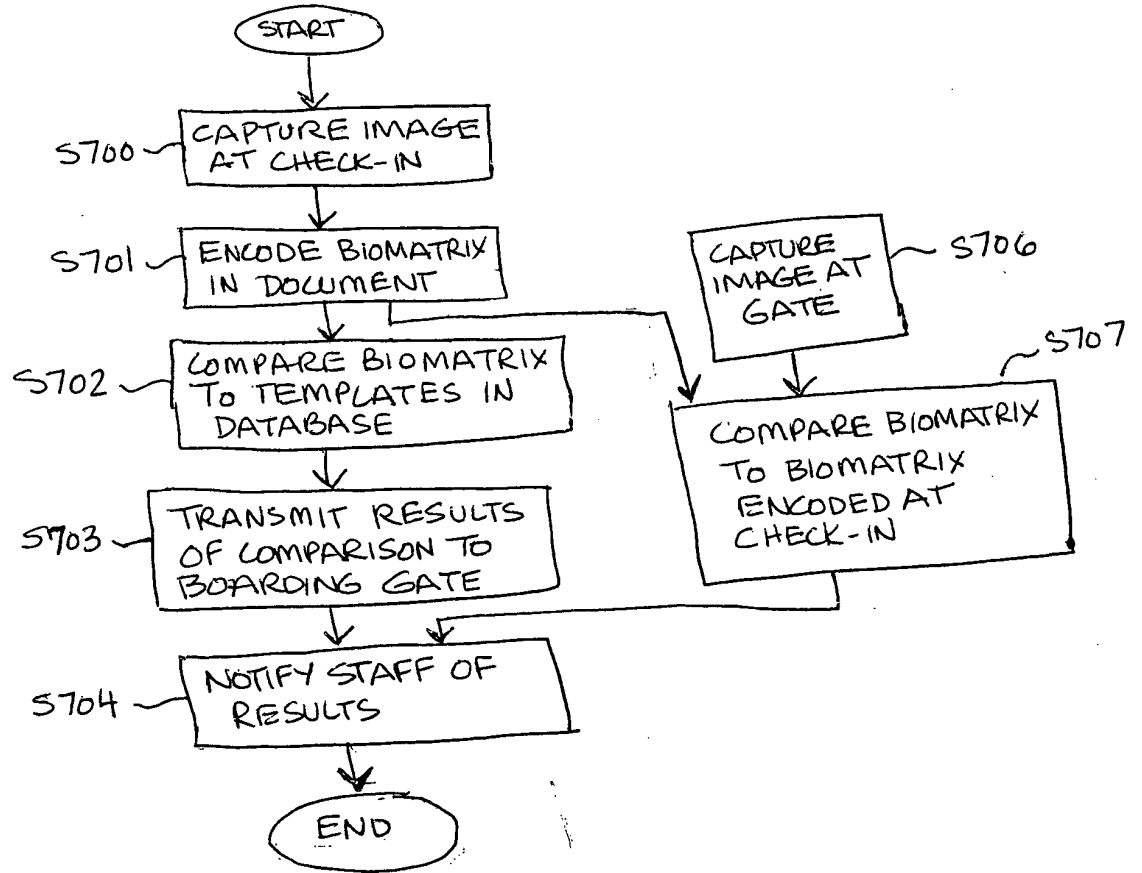 START
S700
CAPTURE IMAGE
AT CHECK-IN
S701
ENCODE BIOMATRIX
IN DOCUMENT
S702
COMPARE BIOMATRIX
TO TEMPLATES IN
DATABASE
S703
TRANSMIT RESULTS
OF COMPARISON TO
BOARDING GATE
S704
NOTIFY STAFF OF
RESULTS
END
CAPTURE
IMAGE AT
GATE
S706
S707
COMPARE BIOMATRIX
TO BIOMATRIX
ENCODED AT
CHECK-IN